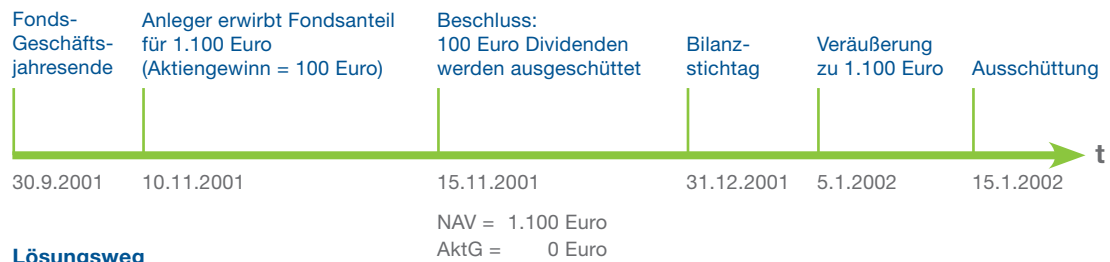 Fonds-
Geschäfts-
jahresende
Anleger erwirbt Fondsanteil
für 1.100 Euro
(Aktiengewinn = 100 Euro)
Beschluss:
100 Euro Dividenden
werden ausgeschüttet
Bilanz-
stichtag
Veräußerung
zu 1.100 Euro
Ausschüttung
t
30.9.2001
10.11.2001
15.11.2001
31.12.2001
5.1.2002
15.1.2002
NAV = 1.100 Euro
AktG = 0 Euro
Lösungsweg